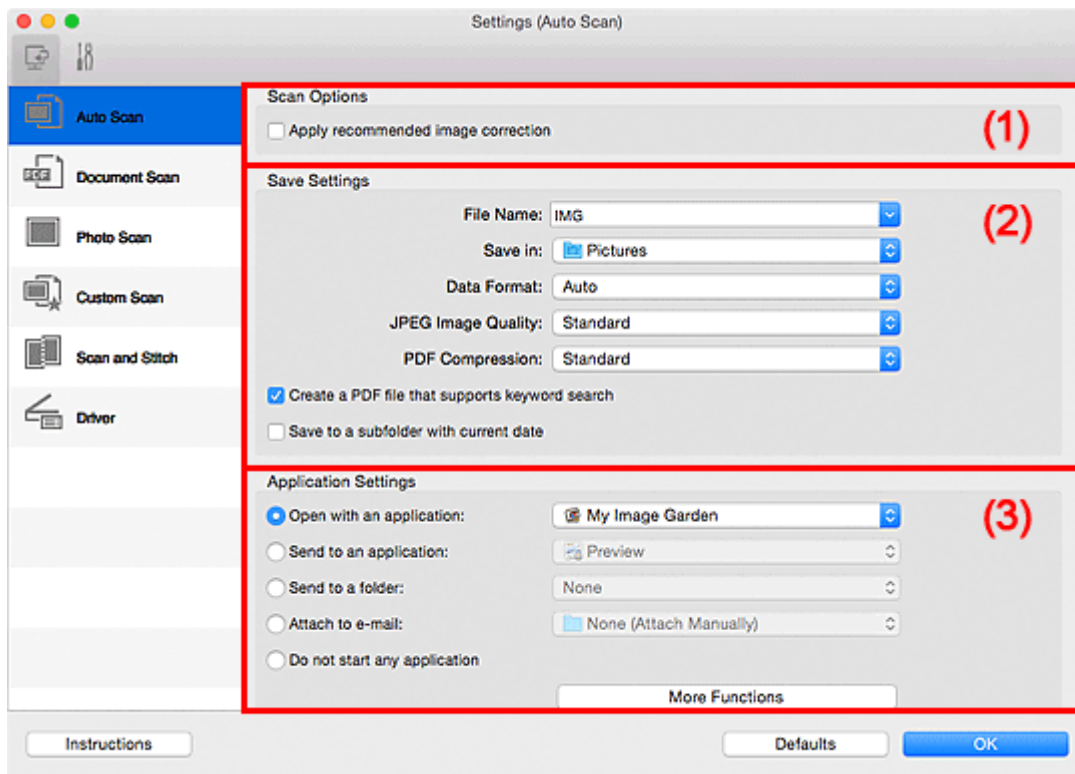 Settings (Auto Scan)
Auto Scan
Document Scan
Photo Scan
Custom Scan
Scan and Stitch
Driver
Scan Options
Apply recommended image correction
(1)
Save Settings
(2)
File Name: IMG
Save in: Pictures
Data Format: Auto
JPEG Image Quality: Standard
PDF Compression: Standard
Create a PDF file that supports keyword search
Save to a subfolder with current date
Application Settings
(3)
Open with an application: My Image Garden
Send to an application: Preview
Send to a folder: None
Attach to e-mail: None (Attach Manually)
Do not start any application
More Functions
Instructions
Defaults
OK